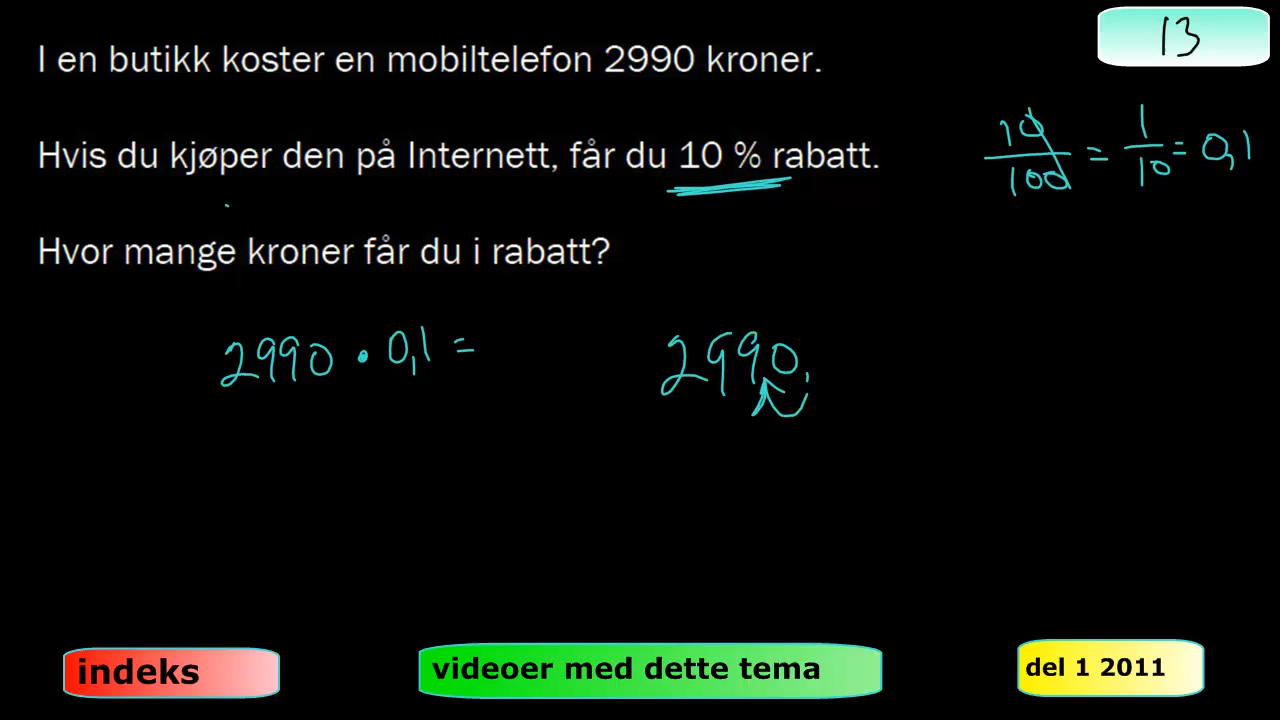 13
I en butikk koster en mobiltelefon 2990 kroner.
Hvis du kjøper den på Internett, får du 10 % rabatt.
10/100 = 1/10 = 0,1
Hvor mange kroner får du i rabatt?
2990 • 0,1 =
2990,
indeks
videoer med dette tema
del 1 2011